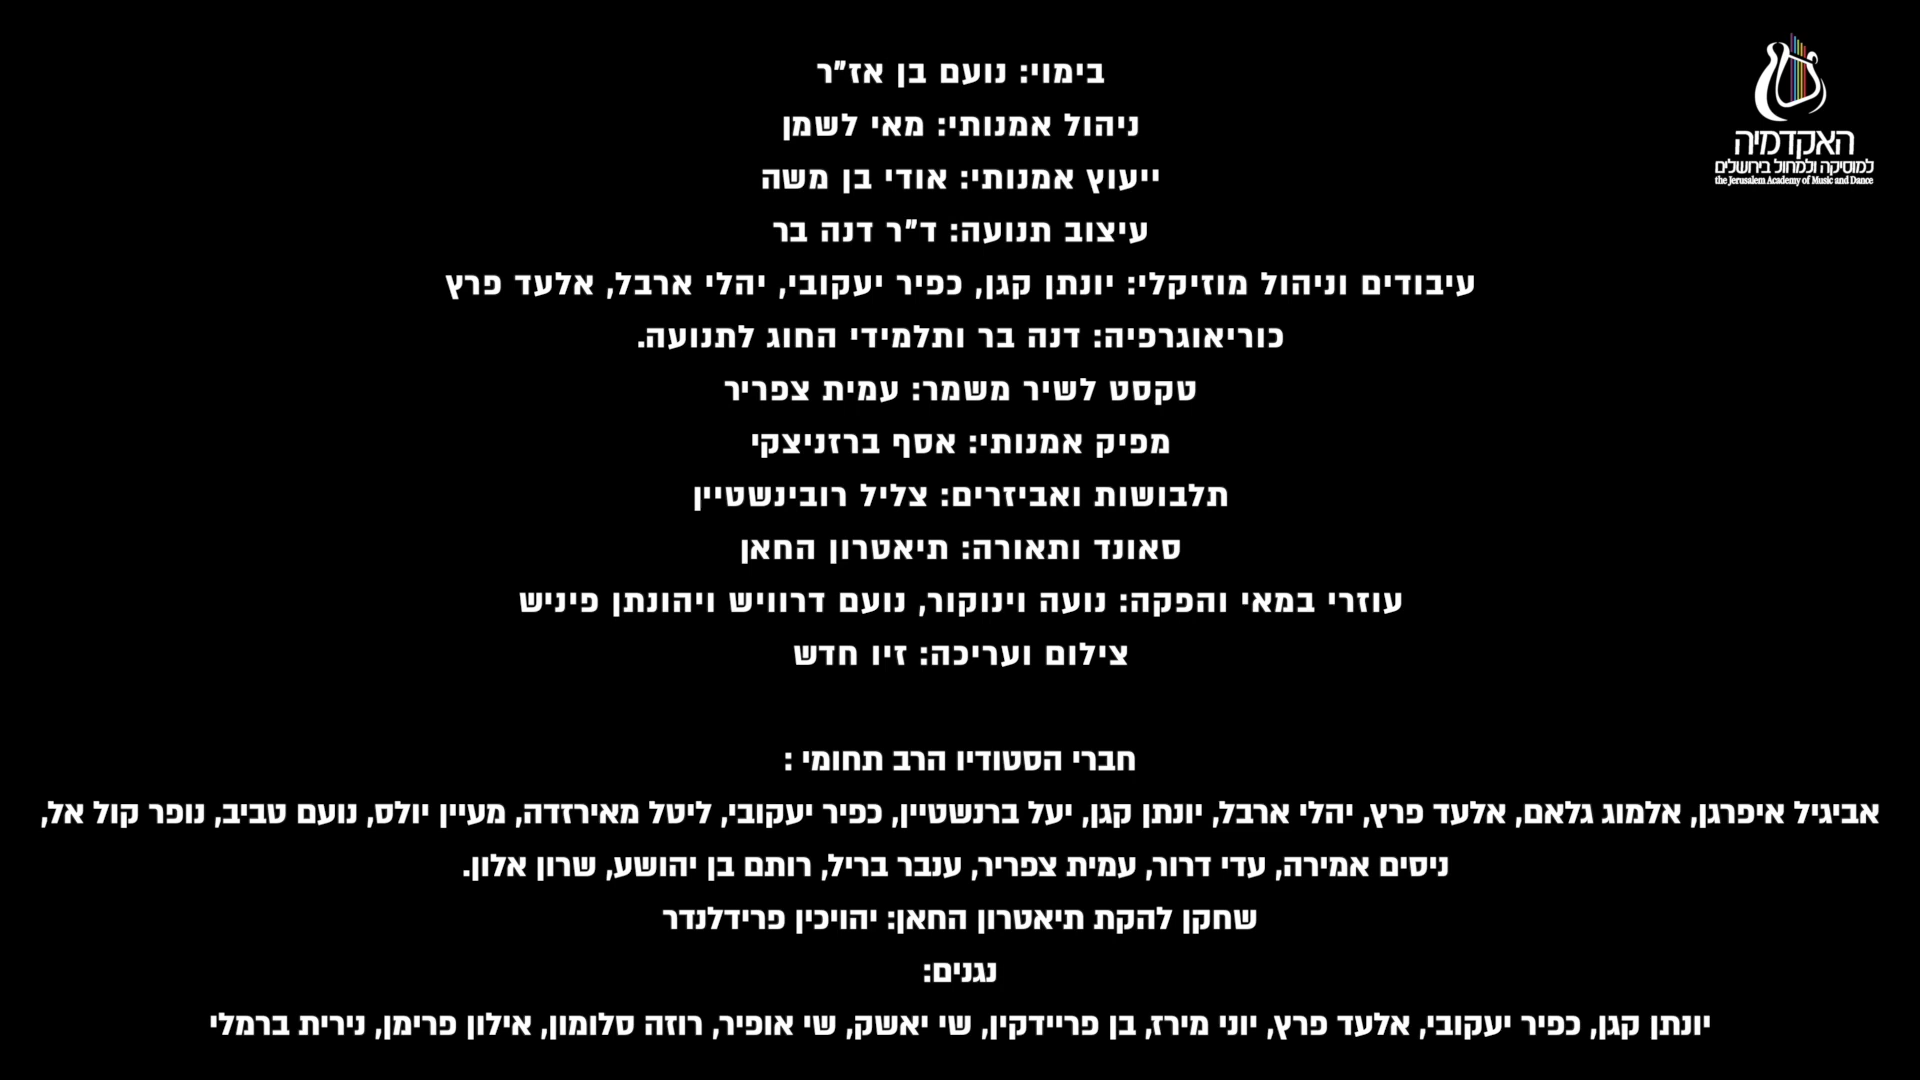 בימוי: נועם בן אז"ר
ניהול אמנותי: מאי לשמן
ייעוץ אמנותי: אודי בן משה
עיצוב תנועה: ד"ר דנה בר
עיבודים וניהול מוזיקלי: יונתן קגן, כפיר יעקובי, יהלי ארבל, אלעד פרץ
כוריאוגרפיה: דנה בר ותלמידי החוג לתנועה.
טקסט לשיר משמר: עמית צפריר
מפיק אמנותי: אסף ברזניצקי
תלבושות ואביזרים: צליל רובינשטיין
סאונד ותאורה: תיאטרון החאן
עוזרי במאי והפקה: נועה וינוקור, נועם דרוויש ויהונתן פיניש
צילום ועריכה: זיו חדש
חברי הסטודיו הרב תחומי :
אביגיל איפרגן, אלמוג גלאם, אלעד פרץ, יהלי ארבל, יונתן קגן, יעל ברנשטיין, כפיר יעקובי, ליטל מאירזדה, מעיין יולס, נועם טביב, נופר קול אל,
ניסים אמירה, עדי דרור, עמית צפריר, ענבר בריל, רותם בן יהושע, שרון אלון.
שחקן להקת תיאטרון החאן: יהויכין פרידלנדר
נגנים:
יונתן קגן, כפיר יעקובי, אלעד פרץ, יוני מירז, בן פריידקין, שי יאשק, שי אופיר, רוזה סלומון, אילון פרימן, נירית ברמלי
האקדמיה
למוסיקה ולמחול בירושלים
the Jerusalem Academy of Music and Dance